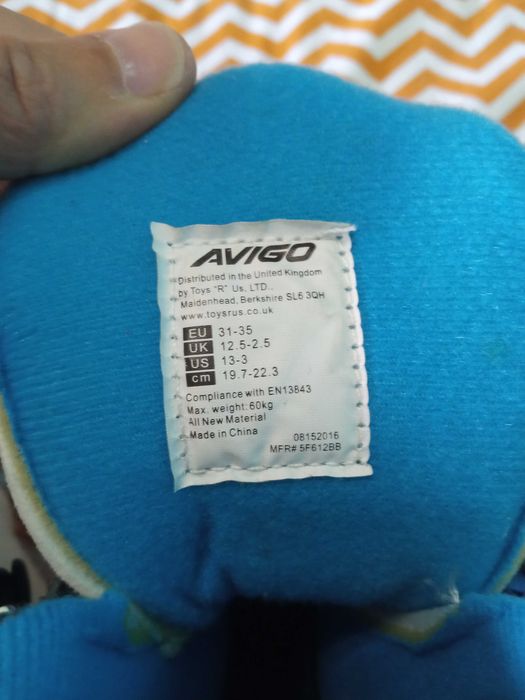 AVIGO
Distributed in the United Kingdom
by Toys "R" Us, LTD.,
Maidenhead, Berkshire SL6 3QH
www.toysrus.co.uk
EU 31-35
UK 12.5-2.5
US 13-3
cm 19.7-22.3
Compliance with EN13843
Max. weight:60kg
All New Material
Made in China 08152016
MFR# 5F612BB